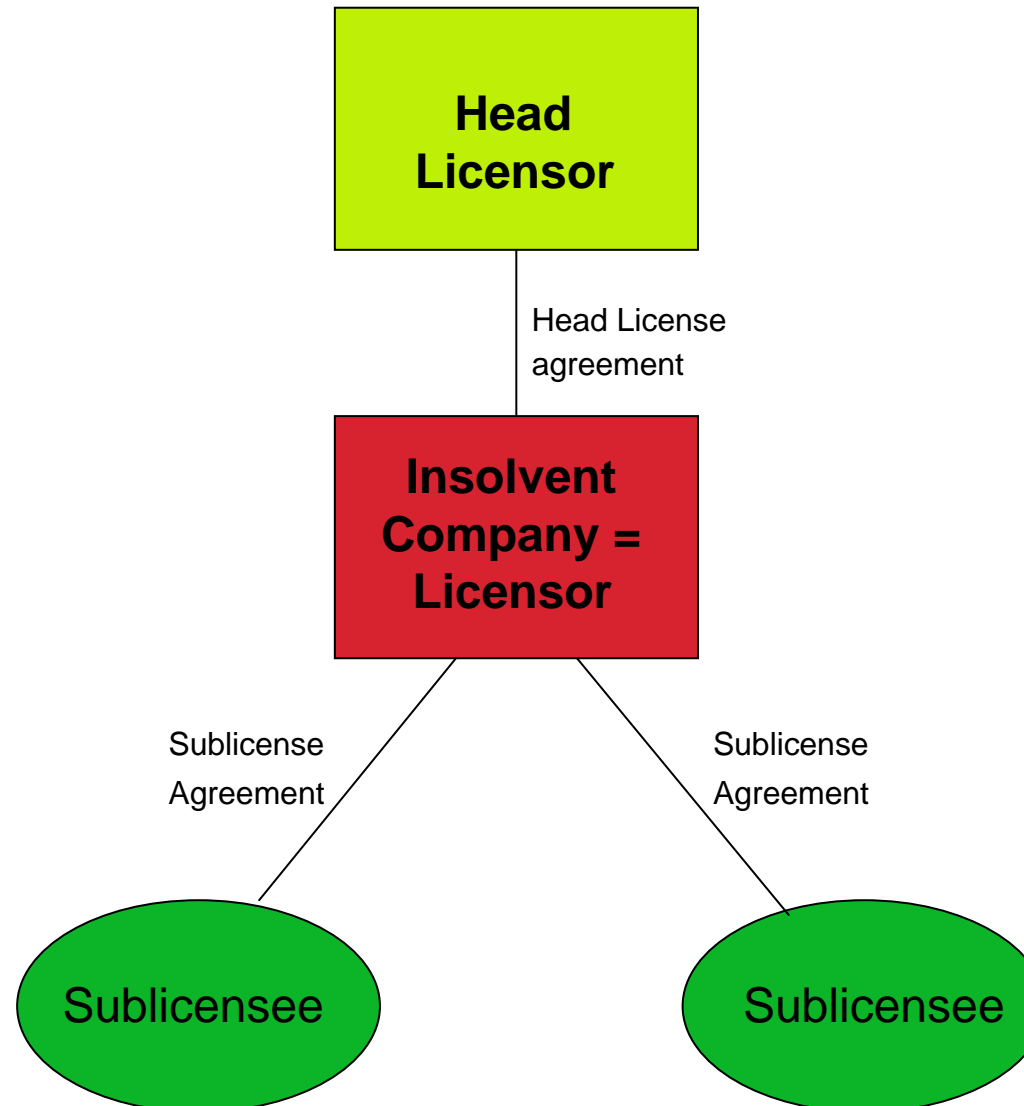 Head
Licensor
Head License
agreement
Insolvent
Company =
Licensor
Sublicense
Agreement
Sublicense
Agreement
Sublicensee
Sublicensee